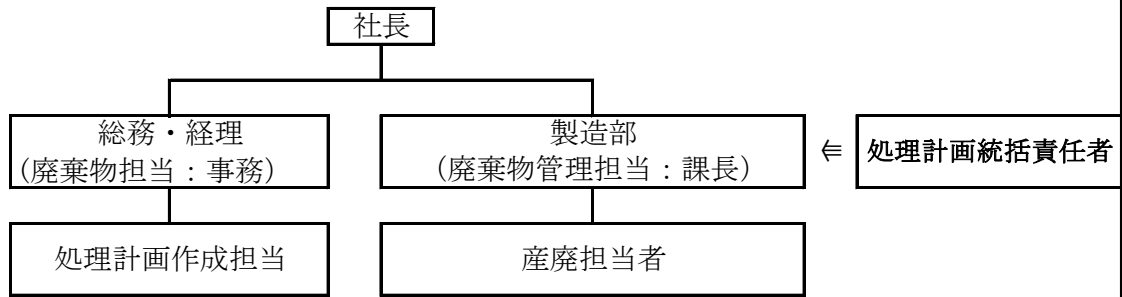 社長
総務・経理
(廃棄物担当：事務)
製造部
(廃棄物管理担当：課長)
⋹ 処理計画統括責任者
処理計画作成担当
産廃担当者